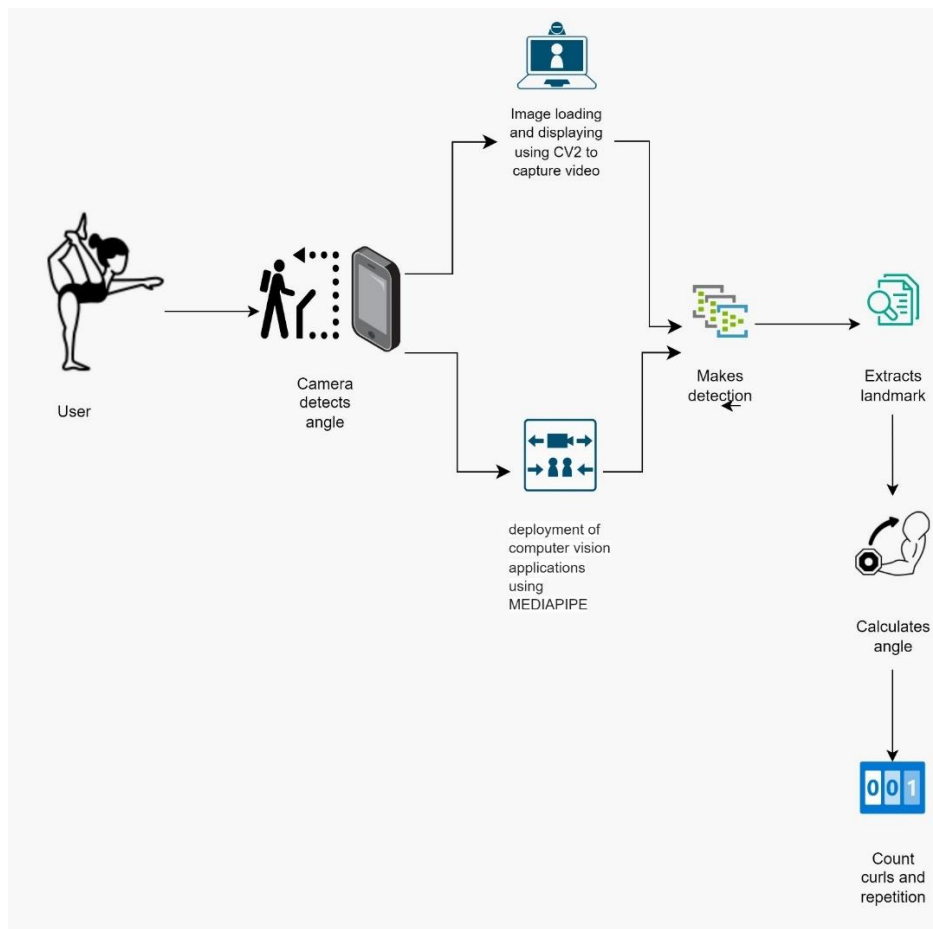 Image loading
and displaying
using CV2 to
capture video
User
Camera
detects
angle
Makes
detection
Extracts
landmark
deployment of
computer vision
applications
using
MEDIAPIPE
Calculates
angle
001
Count
curls and
repetition